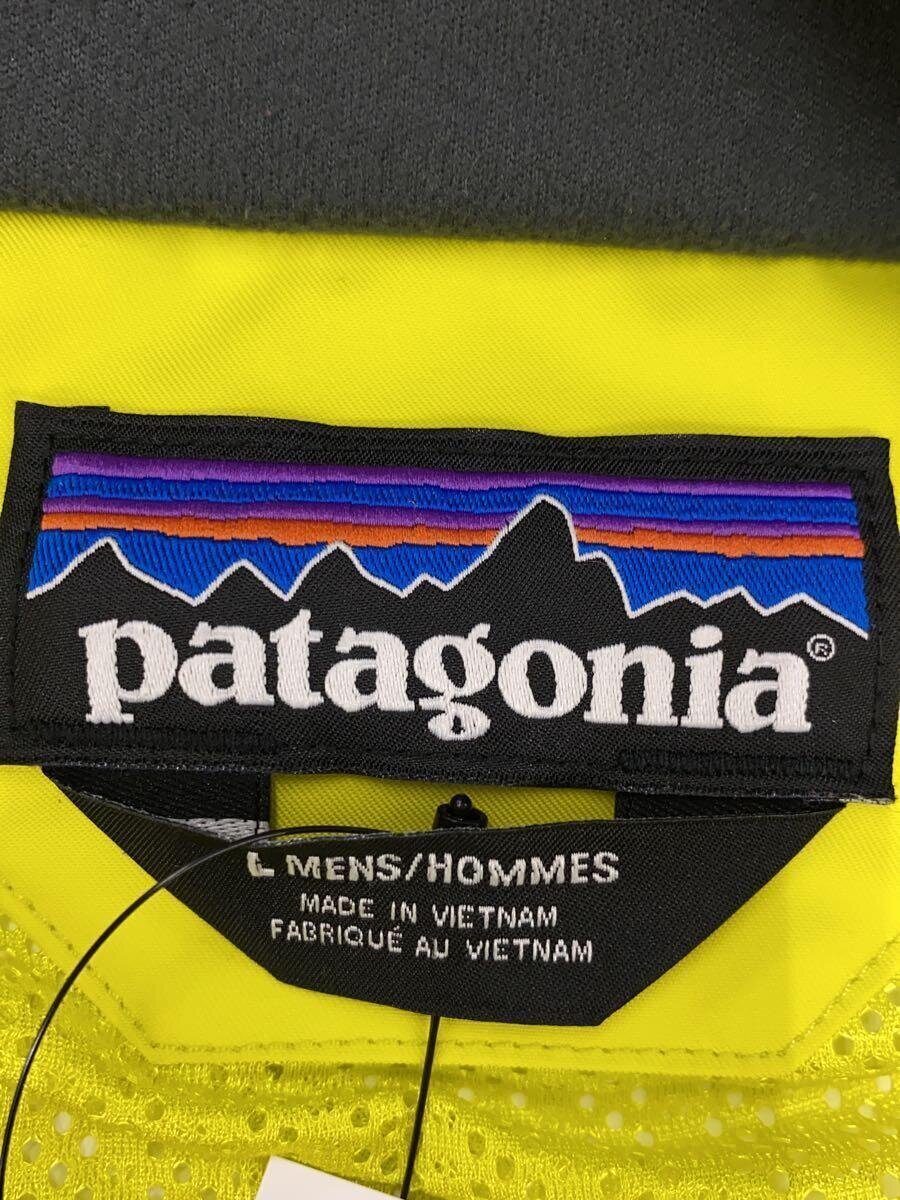 patagonia®
L MENS/HOMMES
MADE IN VIETNAM
FABRIQUÉ AU VIETNAM